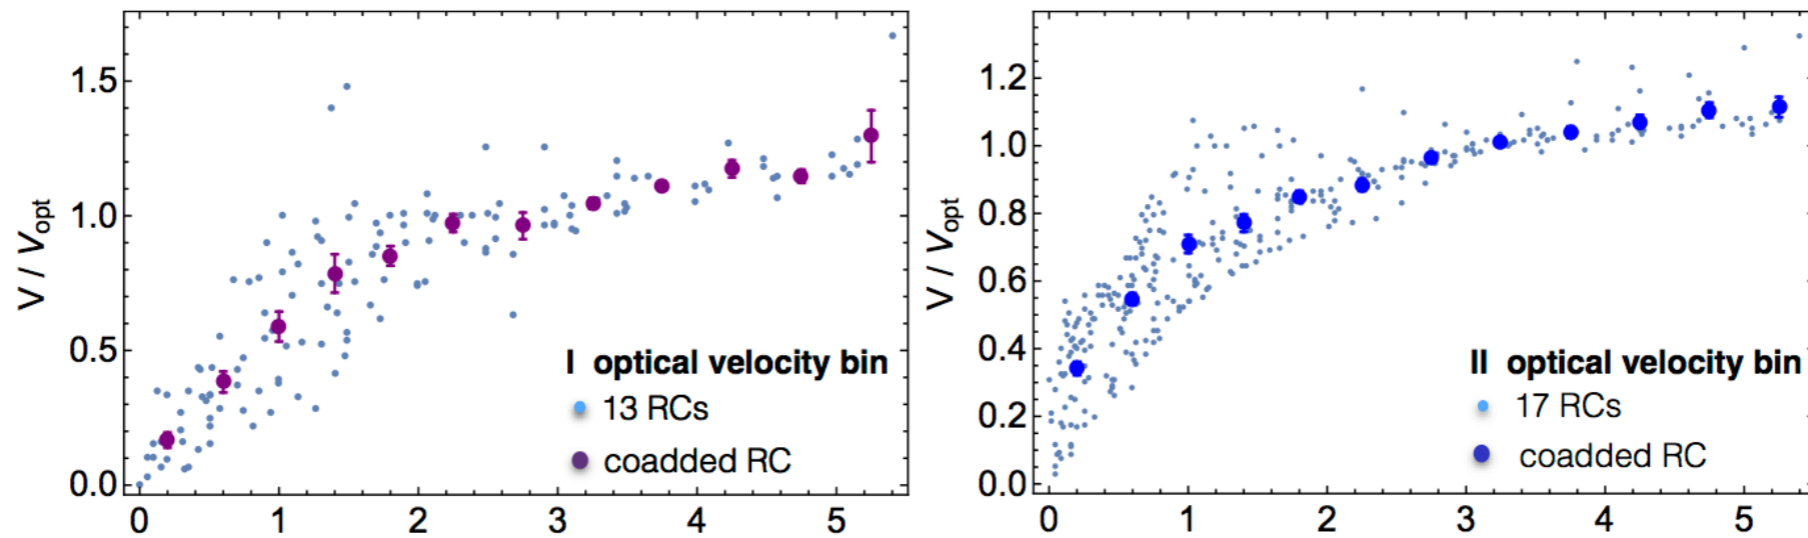 V / Vopt
1.5
1.0
0.5
0.0
0 1 2 3 4 5
I optical velocity bin
13 RCs
coadded RC
V / Vopt
1.2
1.0
0.8
0.6
0.4
0.2
0.0
0 1 2 3 4 5
II optical velocity bin
17 RCs
coadded RC